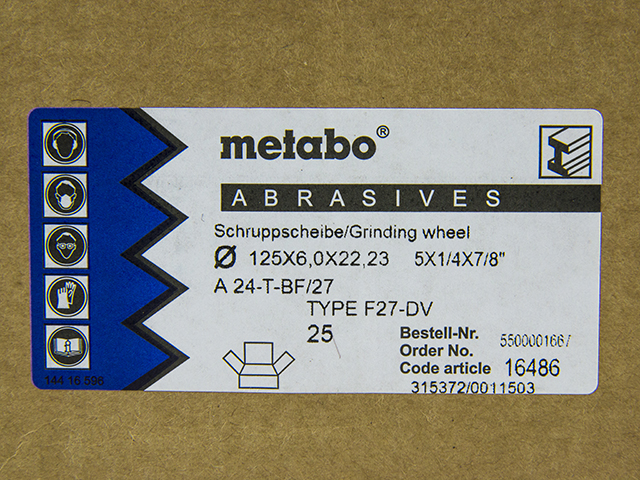 metabo®
ABRASIVES
Schruppscheibe/Grinding wheel
Ø 125X6,0X22,23 5X1/4X7/8"
A 24-T-BF/27
TYPE F27-DV
25
Bestell-Nr.
Order No.
Code article 16486
315372/0011503
144 16 596